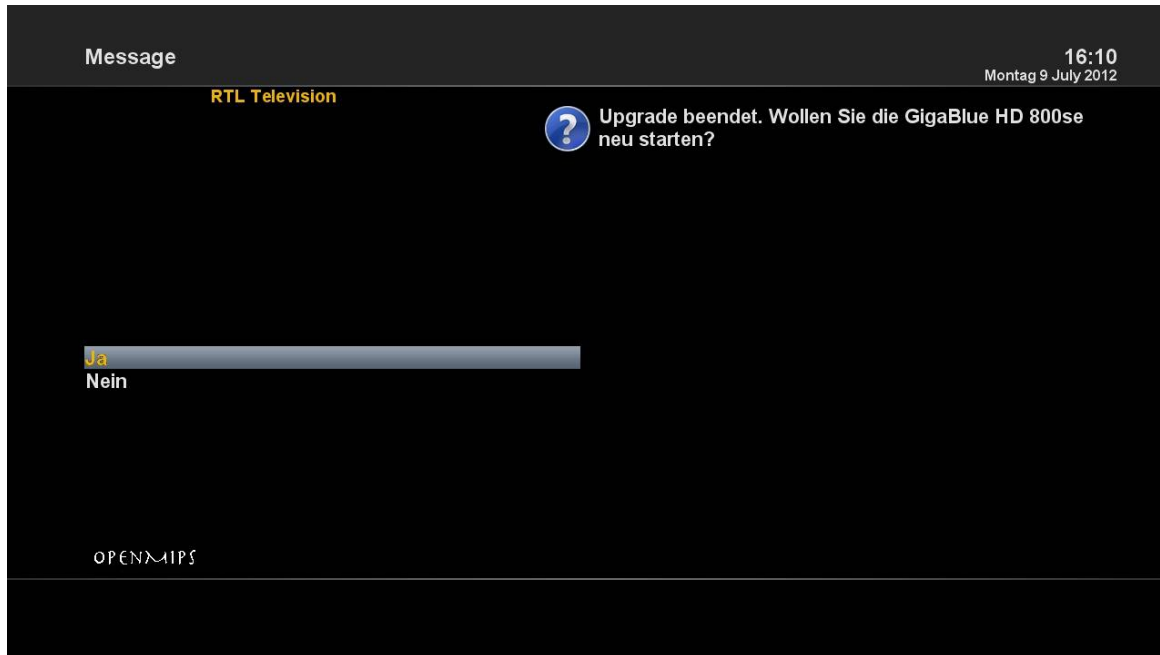 Message
16:10
Montag 9 July 2012
RTL Television
Upgrade beendet. Wollen Sie die GigaBlue HD 800se
neu starten?
Ja
Nein
OPENMIPS